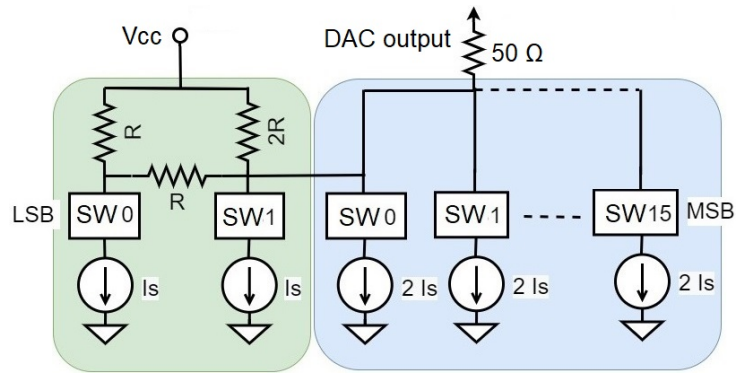 Vcc
DAC output
50 Ω
R
2R
R
LSB
SW0
SW1
SW0
SW1
SW15
MSB
Is
Is
2 Is
2 Is
2 Is